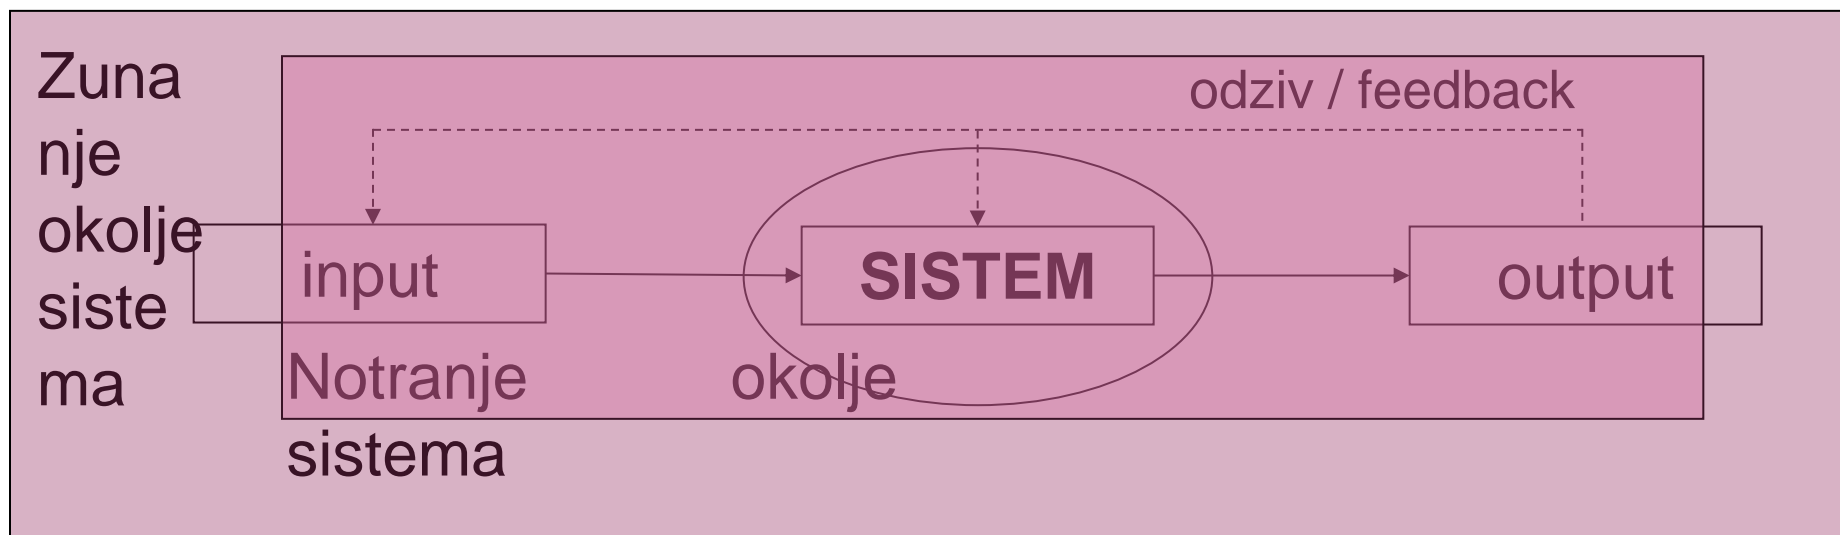 Zuna
nje
okolje
siste
ma
odziv / feedback
input
SISTEM
output
Notranje okolje
sistema